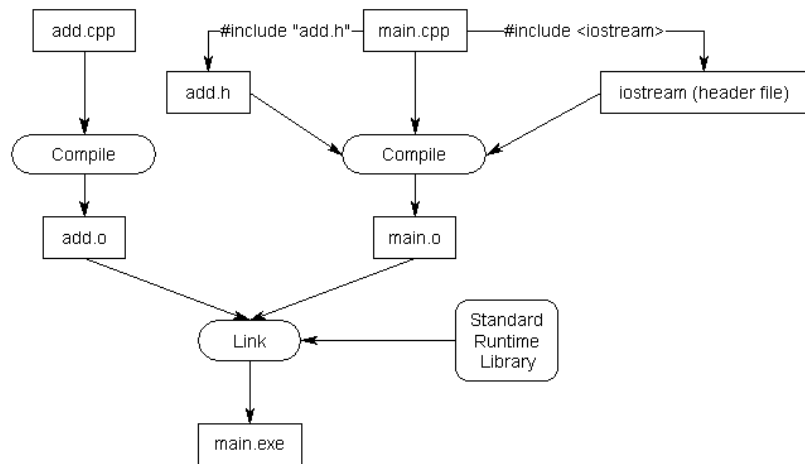 add.cpp
#include "add.h"
main.cpp
#include <iostream>
add.h
iostream (header file)
Compile
Compile
add.o
main.o
Link
Standard
Runtime
Library
main.exe